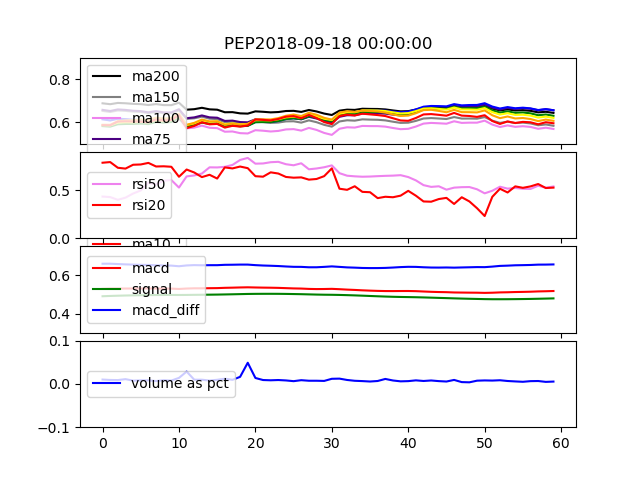 PEP2018-09-18 00:00:00
0.8
0.6
ma200
ma150
ma100
ma75
0.5
0.0
rsi50
rsi20
ma10
0.6
0.4
macd
signal
macd_diff
0.1
0.0
−0.1
volume as pct
0 10 20 30 40 50 60